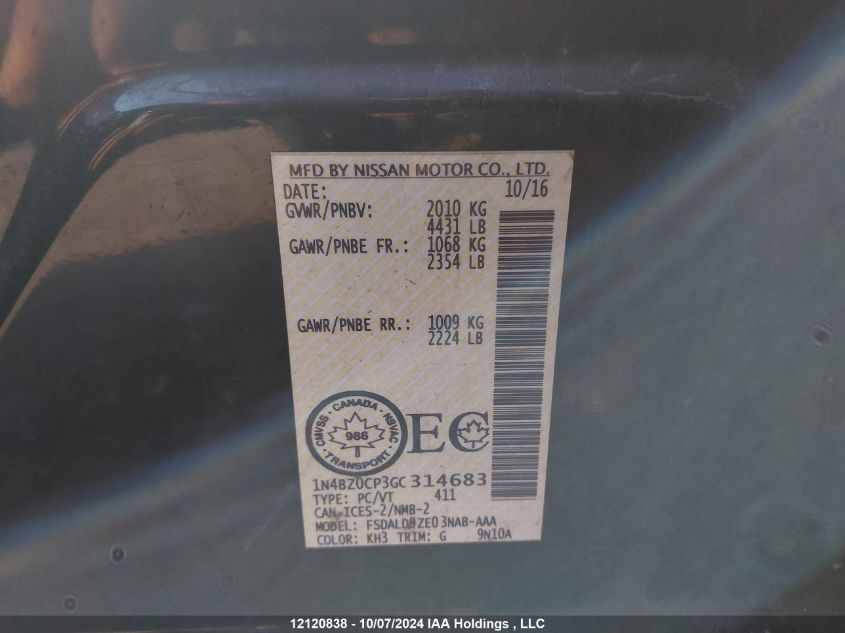 MFD BY NISSAN MOTOR CO., LTD.
DATE: 10/16
GVWR/PNBV: 2010 KG
4431 LB
GAWR/PNBE FR.: 1068 KG
2354 LB
GAWR/PNBE RR.: 1009 KG
2224 LB
CANADA
CMVSS - NSVAC
986
TRANSPORT
EC
1N4BZ0CP3GC314683
TYPE: PC/VT 411
CAN ICES-2/NMB-2
MODEL: FSDALD8ZE0 3NAB-AAA
COLOR: KH3 TRIM: G 9N10A
12120838 - 10/07/2024 IAA Holdings , LLC